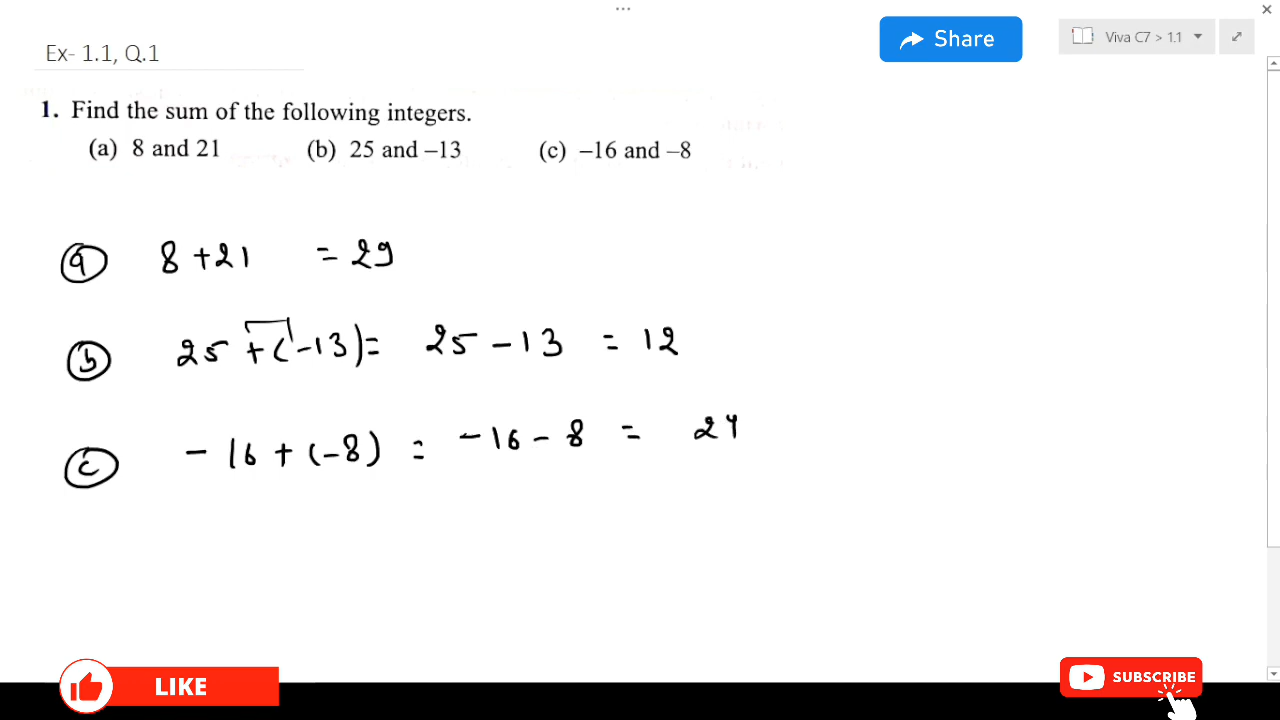 Ex- 1.1, Q.1
Share
Viva C7 > 1.1
1. Find the sum of the following integers.
(a) 8 and 21 (b) 25 and –13 (c) –16 and –8
a 8 + 21 = 29
b 25 + (-13) = 25 - 13 = 12
c - 16 + (-8) = -16 - 8 = 24
LIKE
SUBSCRIBE